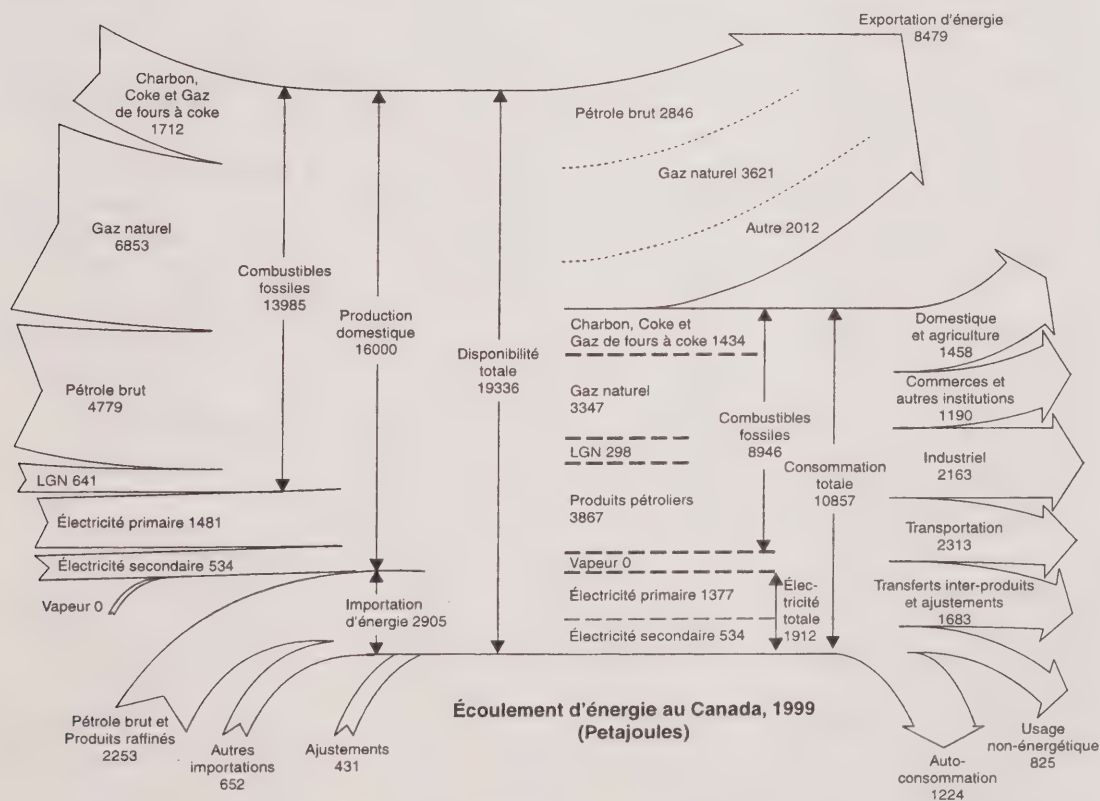 Exportation d'énergie
8479
Charbon,
Coke et Gaz
de fours à coke
1712
Pétrole brut 2846
Gaz naturel 3621
Autre 2012
Gaz naturel
6853
Combustibles
fossiles
13985
Production
domestique
16000
Disponibilité
totale
19336
Charbon, Coke et
Gaz de fours à coke 1434
Gaz naturel
3347
LGN 298
Produits pétroliers
3867
Vapeur 0
Électricité primaire 1377
Électricité secondaire 534
Combustibles
fossiles
8946
Consommation
totale
10857
Élec-
tricité
totale
1912
Domestique
et agriculture
1458
Commerces et
autres institutions
1190
Industriel
2163
Transportation
2313
Transferts inter-produits
et ajustements
1683
Pétrole brut
4779
LGN 641
Électricité primaire 1481
Électricité secondaire 534
Vapeur 0
Importation
d'énergie 2905
Pétrole brut et
Produits raffinés
2253
Autres
importations
652
Ajustements
431
Écoulement d'énergie au Canada, 1999
(Petajoules)
Usage
non-énergétique
825
Auto-
consommation
1224